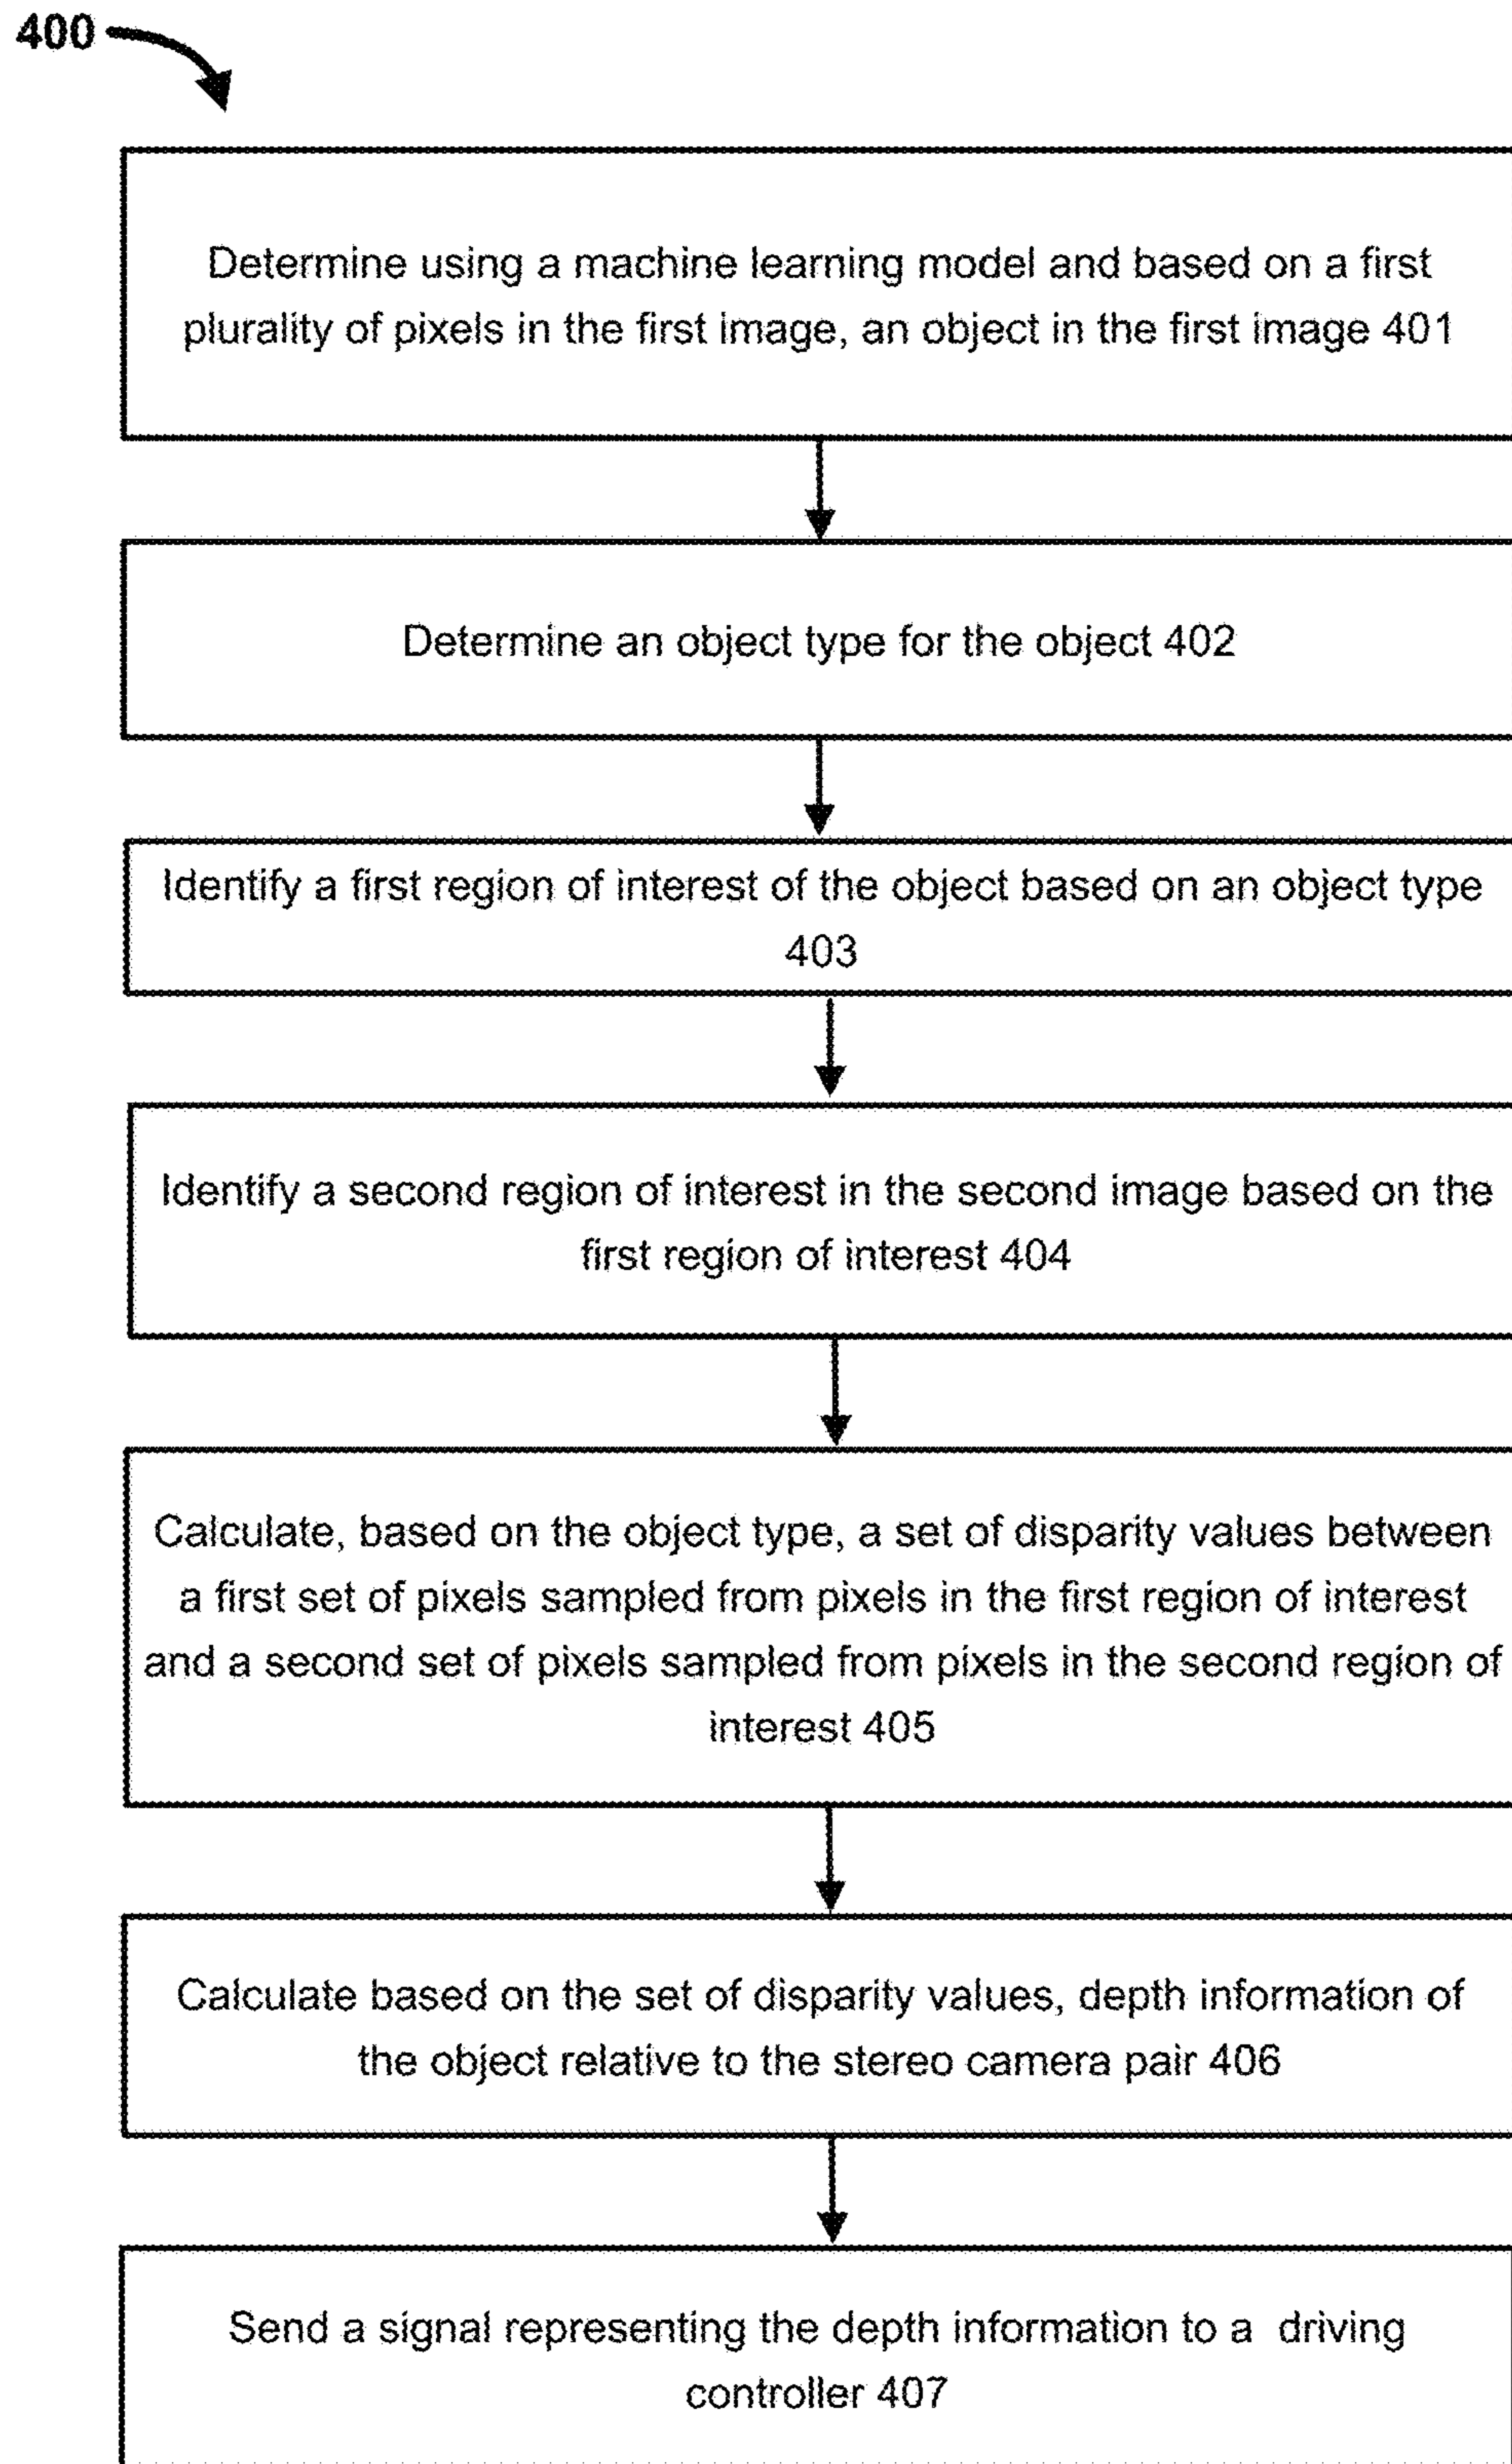 400
Determine using a machine learning model and based on a first
plurality of pixels in the first image, an object in the first image 401
Determine an object type for the object 402
Identify a first region of interest of the object based on an object type
403
Identify a second region of interest in the second image based on the
first region of interest 404
Calculate, based on the object type, a set of disparity values between
a first set of pixels sampled from pixels in the first region of interest
and a second set of pixels sampled from pixels in the second region of
interest 405
Calculate based on the set of disparity values, depth information of
the object relative to the stereo camera pair 406
Send a signal representing the depth information to a driving
controller 407